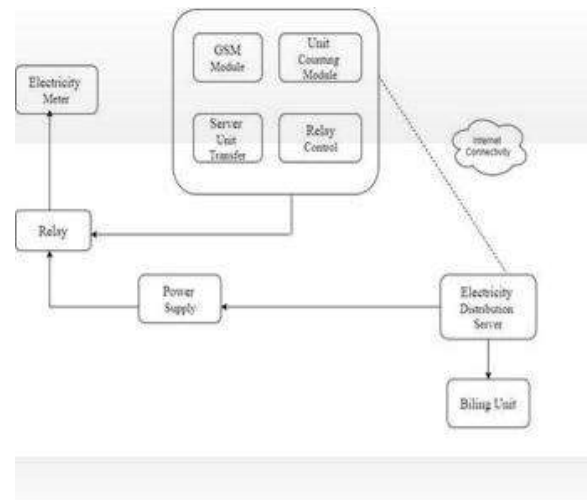 GSM
Module
Unit
Counting
Module
Electricity
Meter
Server
Unit
Transfer
Relay
Control
Internet
Connectivity
Relay
Power
Supply
Electricity
Distribution
Server
Biling Unit